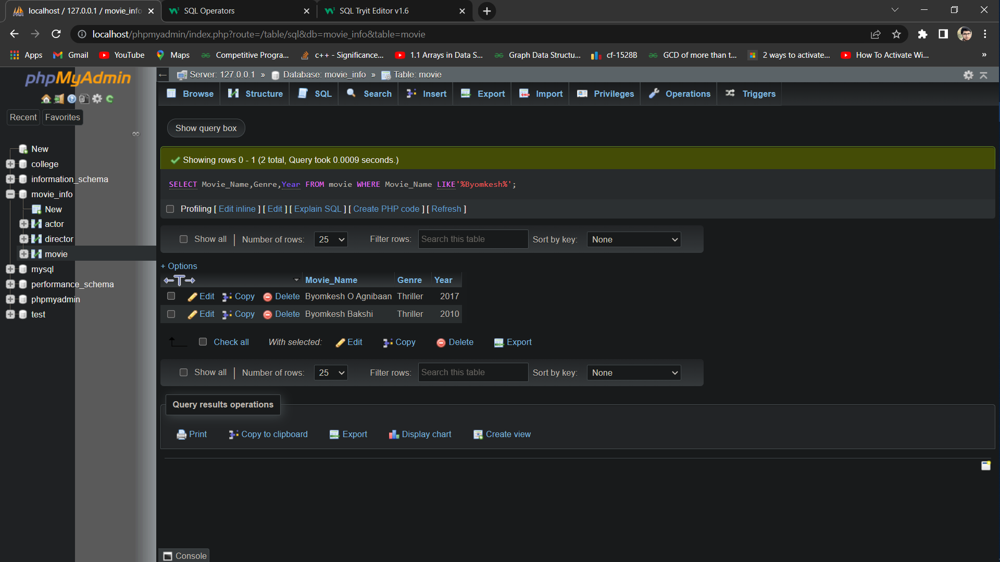 localhost / 127.0.0.1 / movie_info
SQL Operators
SQL Tryit Editor v1.6
localhost/phpmyadmin/index.php?route=/table/sql&db=movie_info&table=movie
Apps Gmail YouTube Maps Competitive Progra... c++ - Significance... 1.1 Arrays in Data S... Graph Data Structu... cf-1528B GCD of more than t... 2 ways to activate... How To Activate Wi... »
phpMyAdmin
Recent Favorites
New
college
information_schema
movie_info
New
actor
director
movie
mysql
performance_schema
phpmyadmin
test
Server: 127.0.0.1 » Database: movie_info » Table: movie
Browse Structure SQL Search Insert Export Import Privileges Operations Triggers
Show query box
Showing rows 0 - 1 (2 total, Query took 0.0009 seconds.)
SELECT Movie_Name,Genre,Year FROM movie WHERE Movie_Name LIKE'%Byomkesh%';
Profiling [ Edit inline ] [ Edit ] [ Explain SQL ] [ Create PHP code ] [ Refresh ]
Show all | Number of rows: 25 Filter rows: Search this table Sort by key: None
+ Options
Movie_Name Genre Year
Edit Copy Delete Byomkesh O Agnibaan Thriller 2017
Edit Copy Delete Byomkesh Bakshi Thriller 2010
Check all With selected: Edit Copy Delete Export
Show all | Number of rows: 25 Filter rows: Search this table Sort by key: None
Query results operations
Print Copy to clipboard Export Display chart Create view
Console